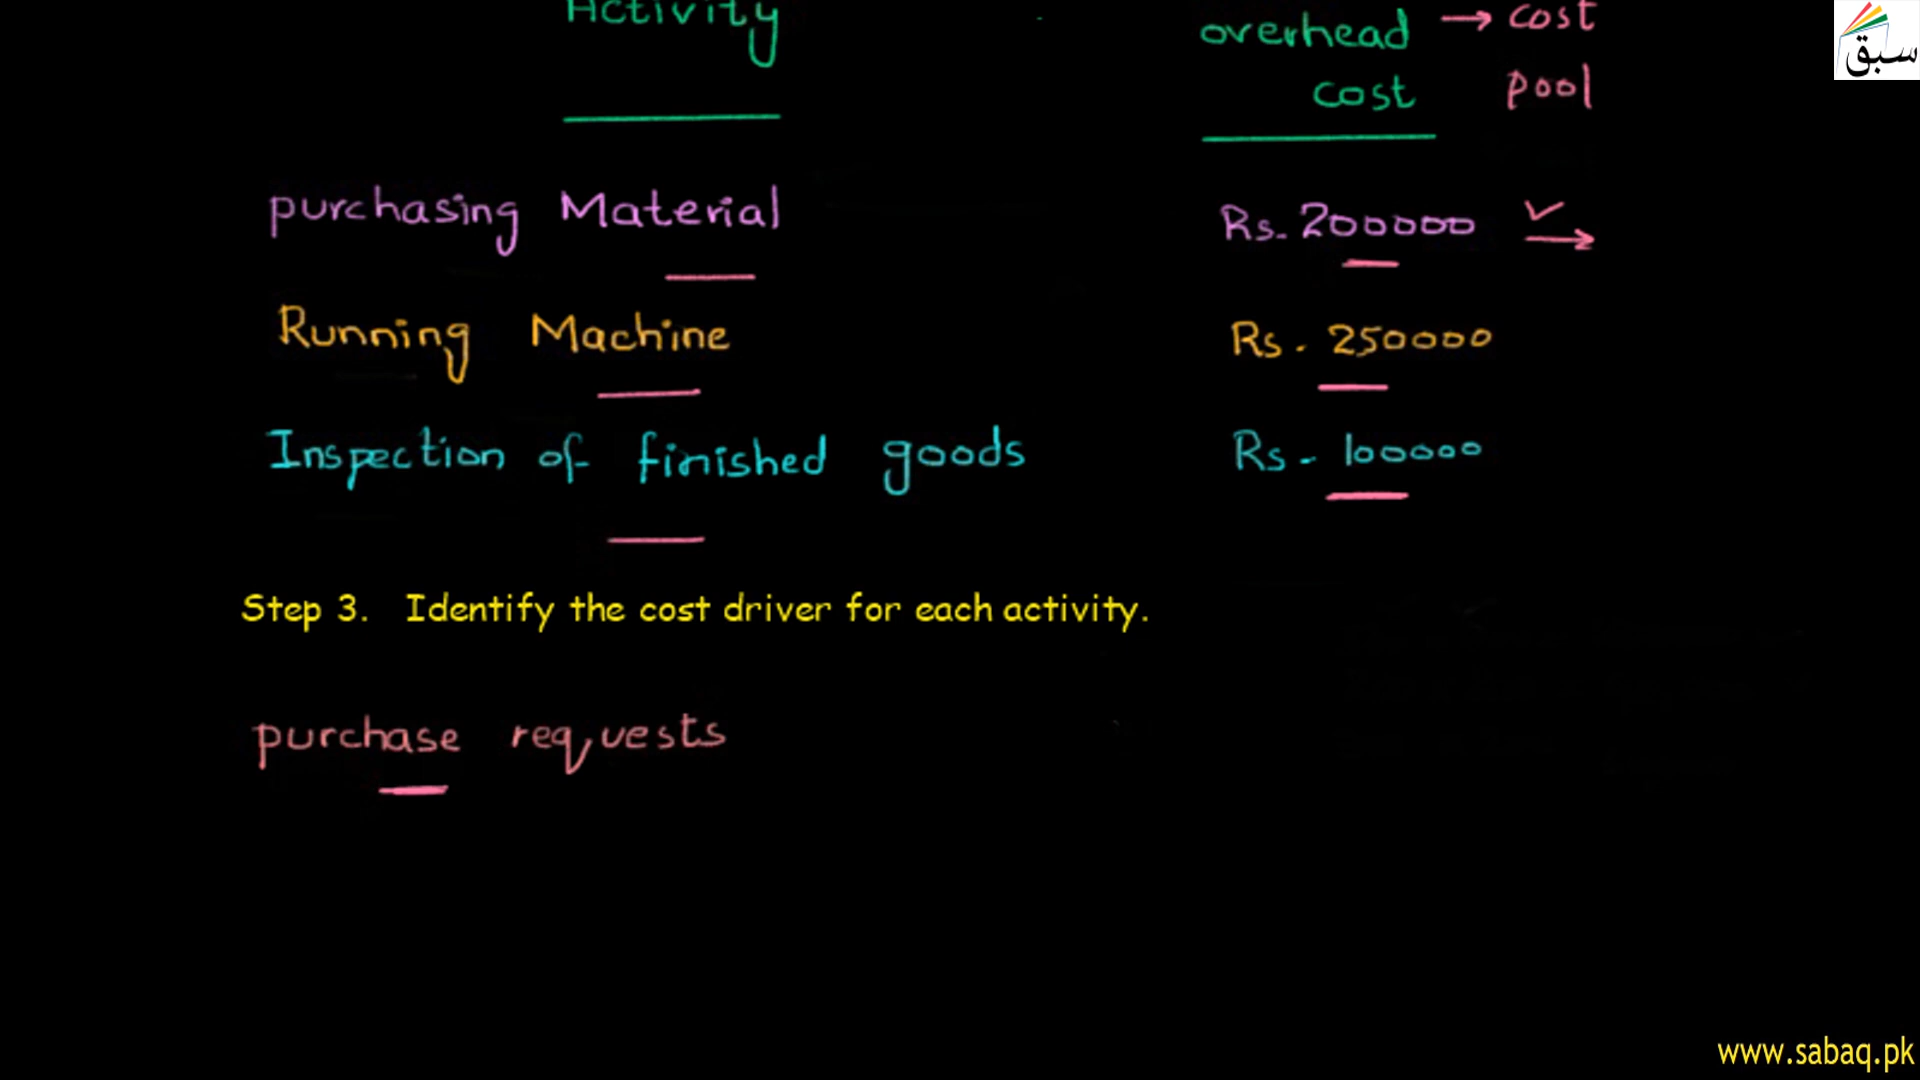 Activity
overhead → cost
cost pool
purchasing Material Rs. 200000 ✓ →
Running Machine Rs. 250000
Inspection of finished goods Rs. 100000
Step 3. Identify the cost driver for each activity.
purchase requests
سبق
www.sabaq.pk